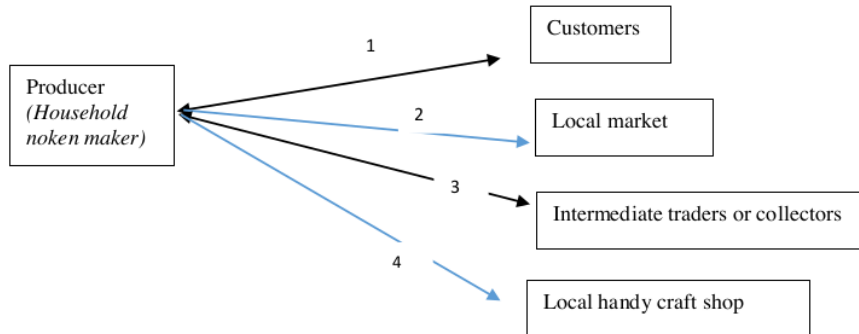 Producer
(Household
noken maker)
1
Customers
2
Local market
3
Intermediate traders or collectors
4
Local handy craft shop